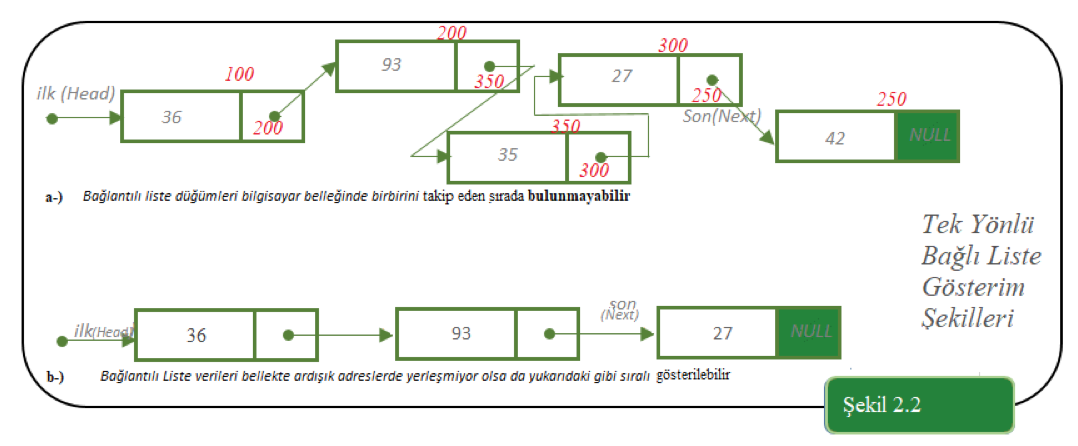 200
300
100
93
27
350
ilk (Head)
250
250
36
200
Son(Next)
350
42
NULL
35
300
a-) Bağlantılı liste düğümleri bilgisayar belleğinde birbirini takip eden sırada bulunmayabilir
Tek Yönlü
Bağlı Liste
Gösterim
Şekilleri
son
(Next)
ilk(Head)
36
93
27
NULL
b-) Bağlantılı Liste verileri bellekte ardışık adreslerde yerleşmiyor olsa da yukarıdaki gibi sıralı gösterilebilir
Şekil 2.2